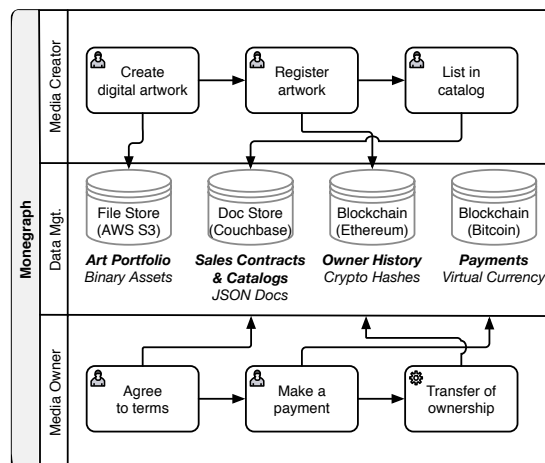 Monegraph
Media Creator
Create
digital artwork
Register
artwork
List in
catalog
Data Mgt.
File Store
(AWS S3)
Art Portfolio
Binary Assets
Doc Store
(Couchbase)
Sales Contracts
& Catalogs
JSON Docs
Blockchain
(Ethereum)
Owner History
Crypto Hashes
Blockchain
(Bitcoin)
Payments
Virtual Currency
Media Owner
Agree
to terms
Make a
payment
Transfer of
ownership